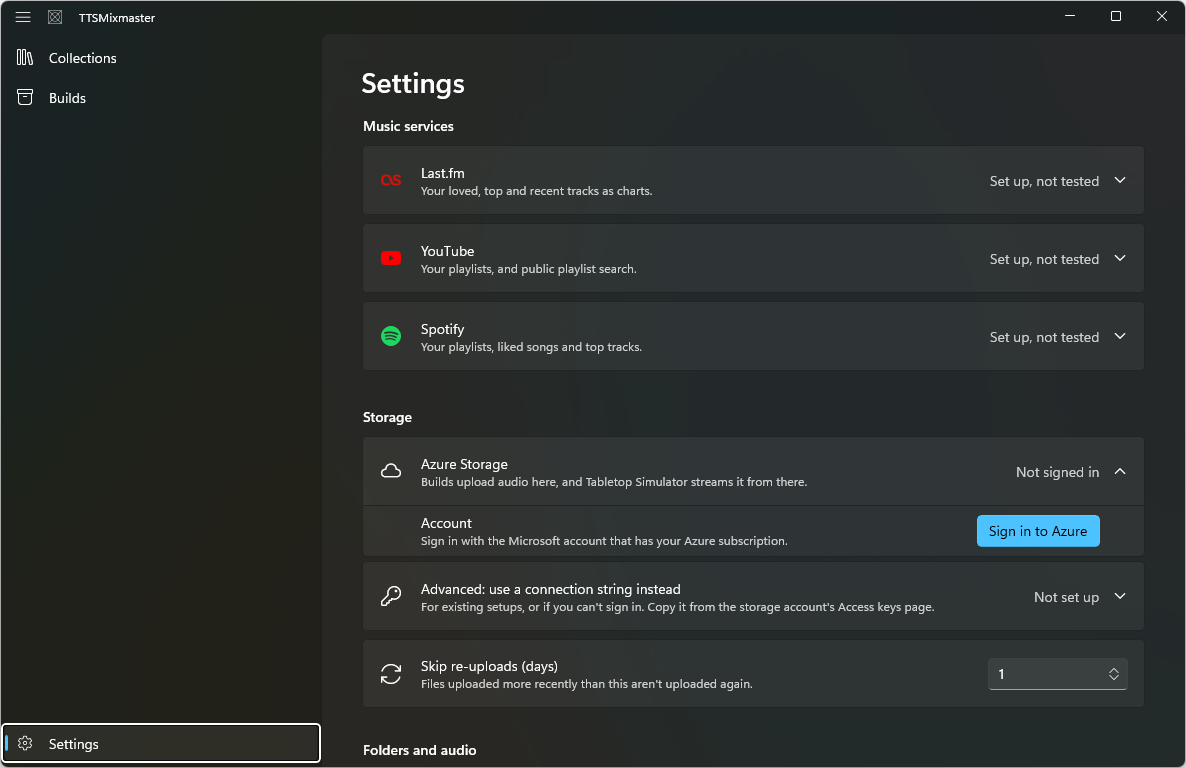 TTSMixmaster
Collections
Builds
Settings
Settings
Music services
Last.fm
Your loved, top and recent tracks as charts.
Set up, not tested
YouTube
Your playlists, and public playlist search.
Set up, not tested
Spotify
Your playlists, liked songs and top tracks.
Set up, not tested
Storage
Azure Storage
Builds upload audio here, and Tabletop Simulator streams it from there.
Not signed in
Account
Sign in with the Microsoft account that has your Azure subscription.
Sign in to Azure
Advanced: use a connection string instead
For existing setups, or if you can't sign in. Copy it from the storage account's Access keys page.
Not set up
Skip re-uploads (days)
Files uploaded more recently than this aren't uploaded again.
1
Folders and audio